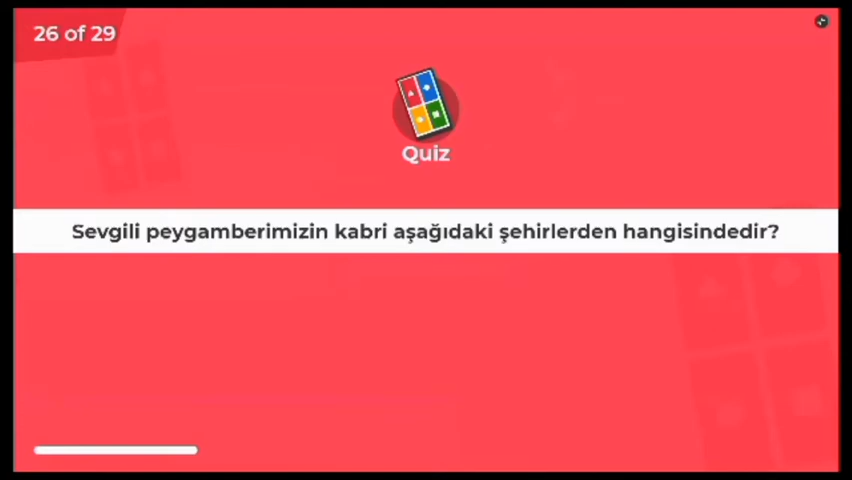 26 of 29
Quiz
Sevgili peygamberimizin kabri aşağıdaki şehirlerden hangisindedir?